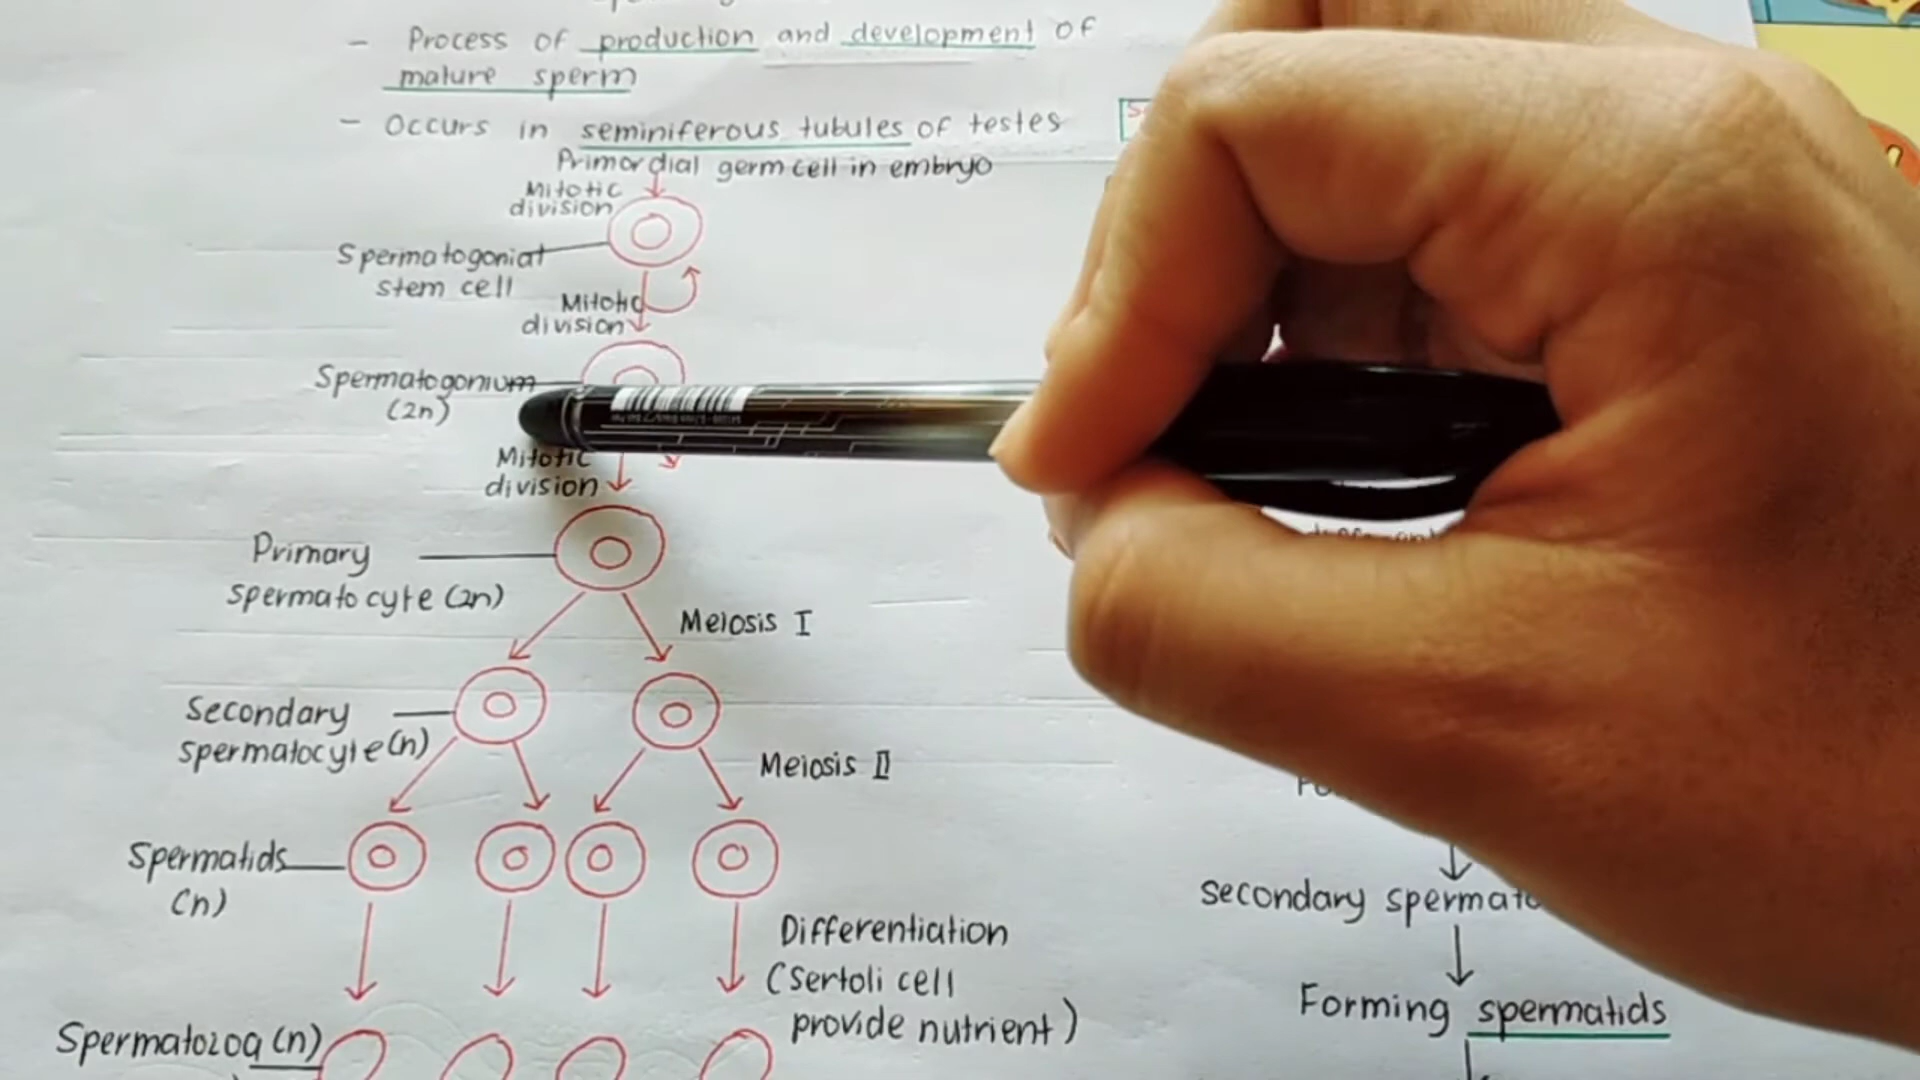 - Process of production and development of
mature sperm
- Occurs in seminiferous tubules of testes
Primordial germ cell in embryo
Mitotic
division
Spermatogonial
stem cell
Mitotic
division
Spermatogonium
(2n)
Mitotic
division
Primary
spermatocyte (2n)
Meiosis I
Secondary
spermatocyte (n)
Meiosis II
Spermatids
(n)
Differentiation
(Sertoli cell
provide nutrient)
Spermatozoa (n)
Secondary
Forming spermatids